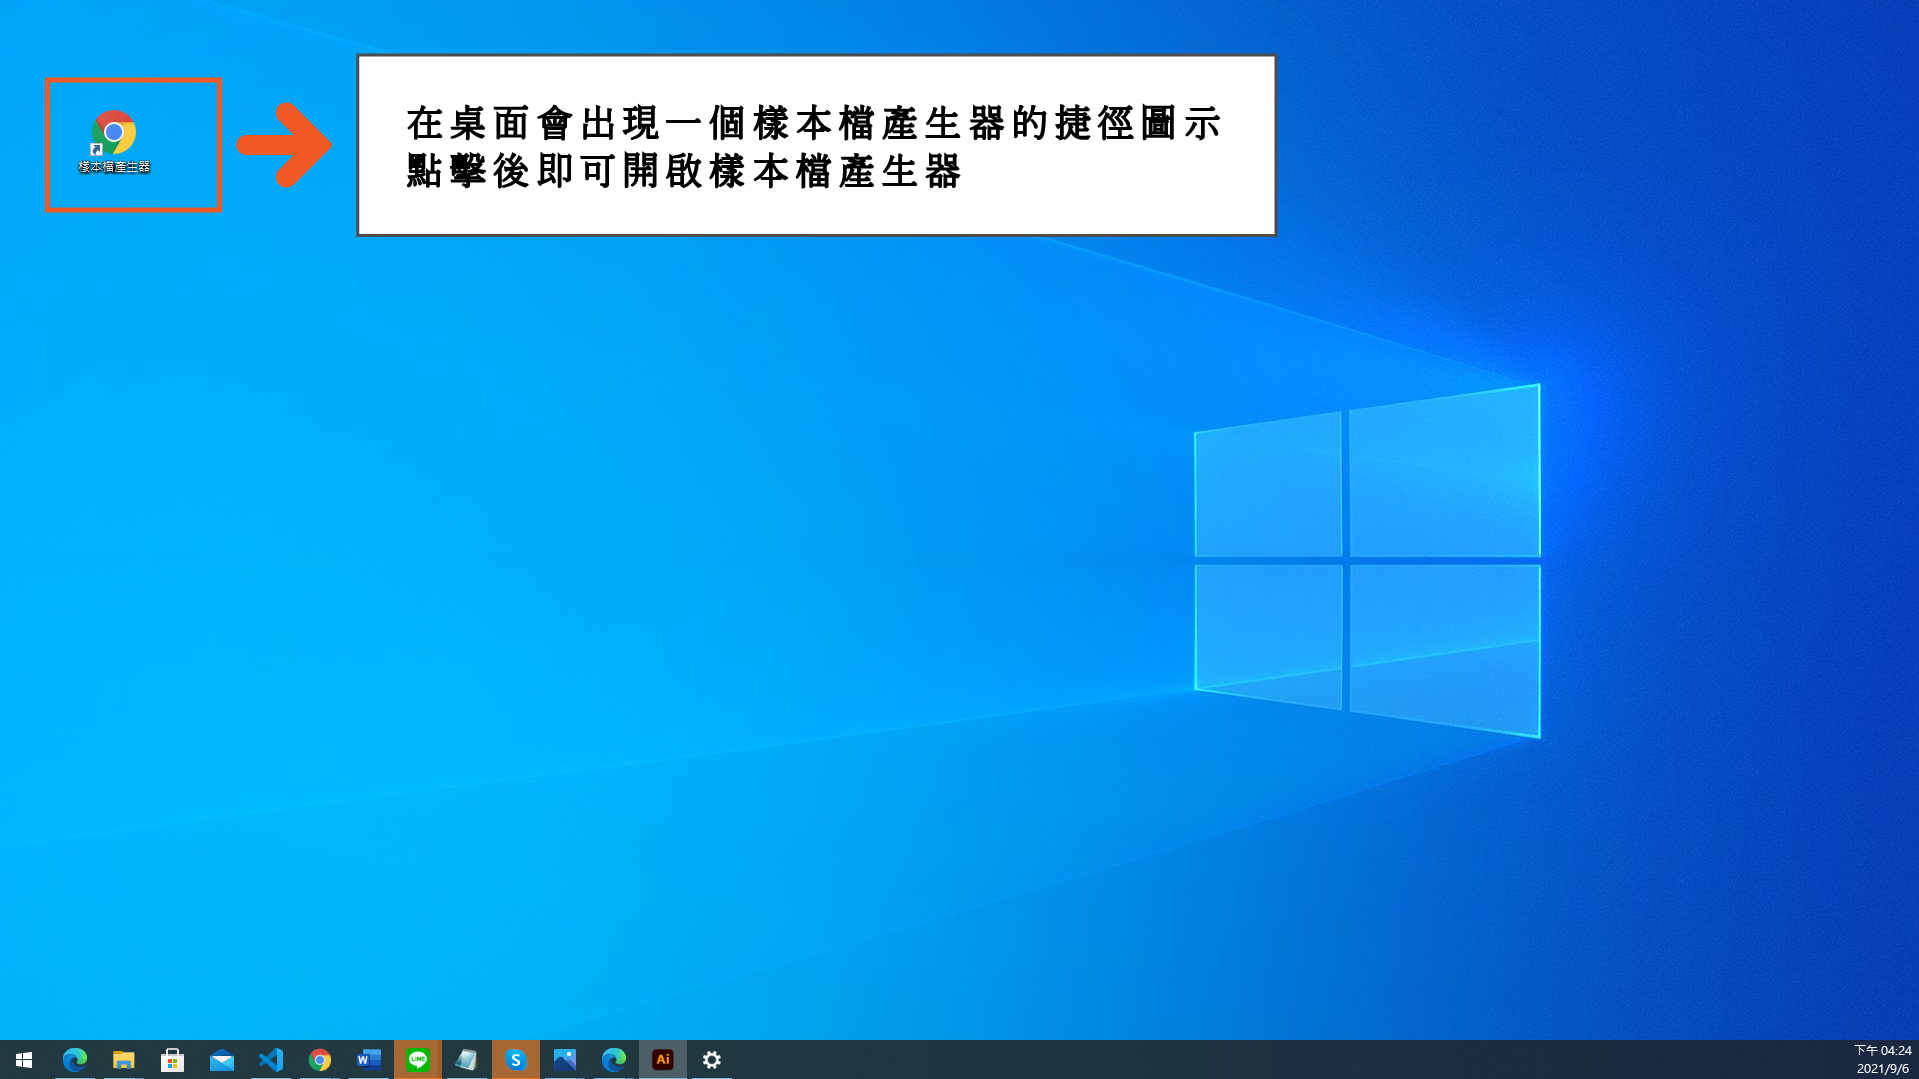 在桌面會出現一個樣本檔產生器的捷徑圖示
點擊後即可開啟樣本檔產生器
樣本檔產生器
W
LINE
S
Ai
下午 04:24
2021/9/6